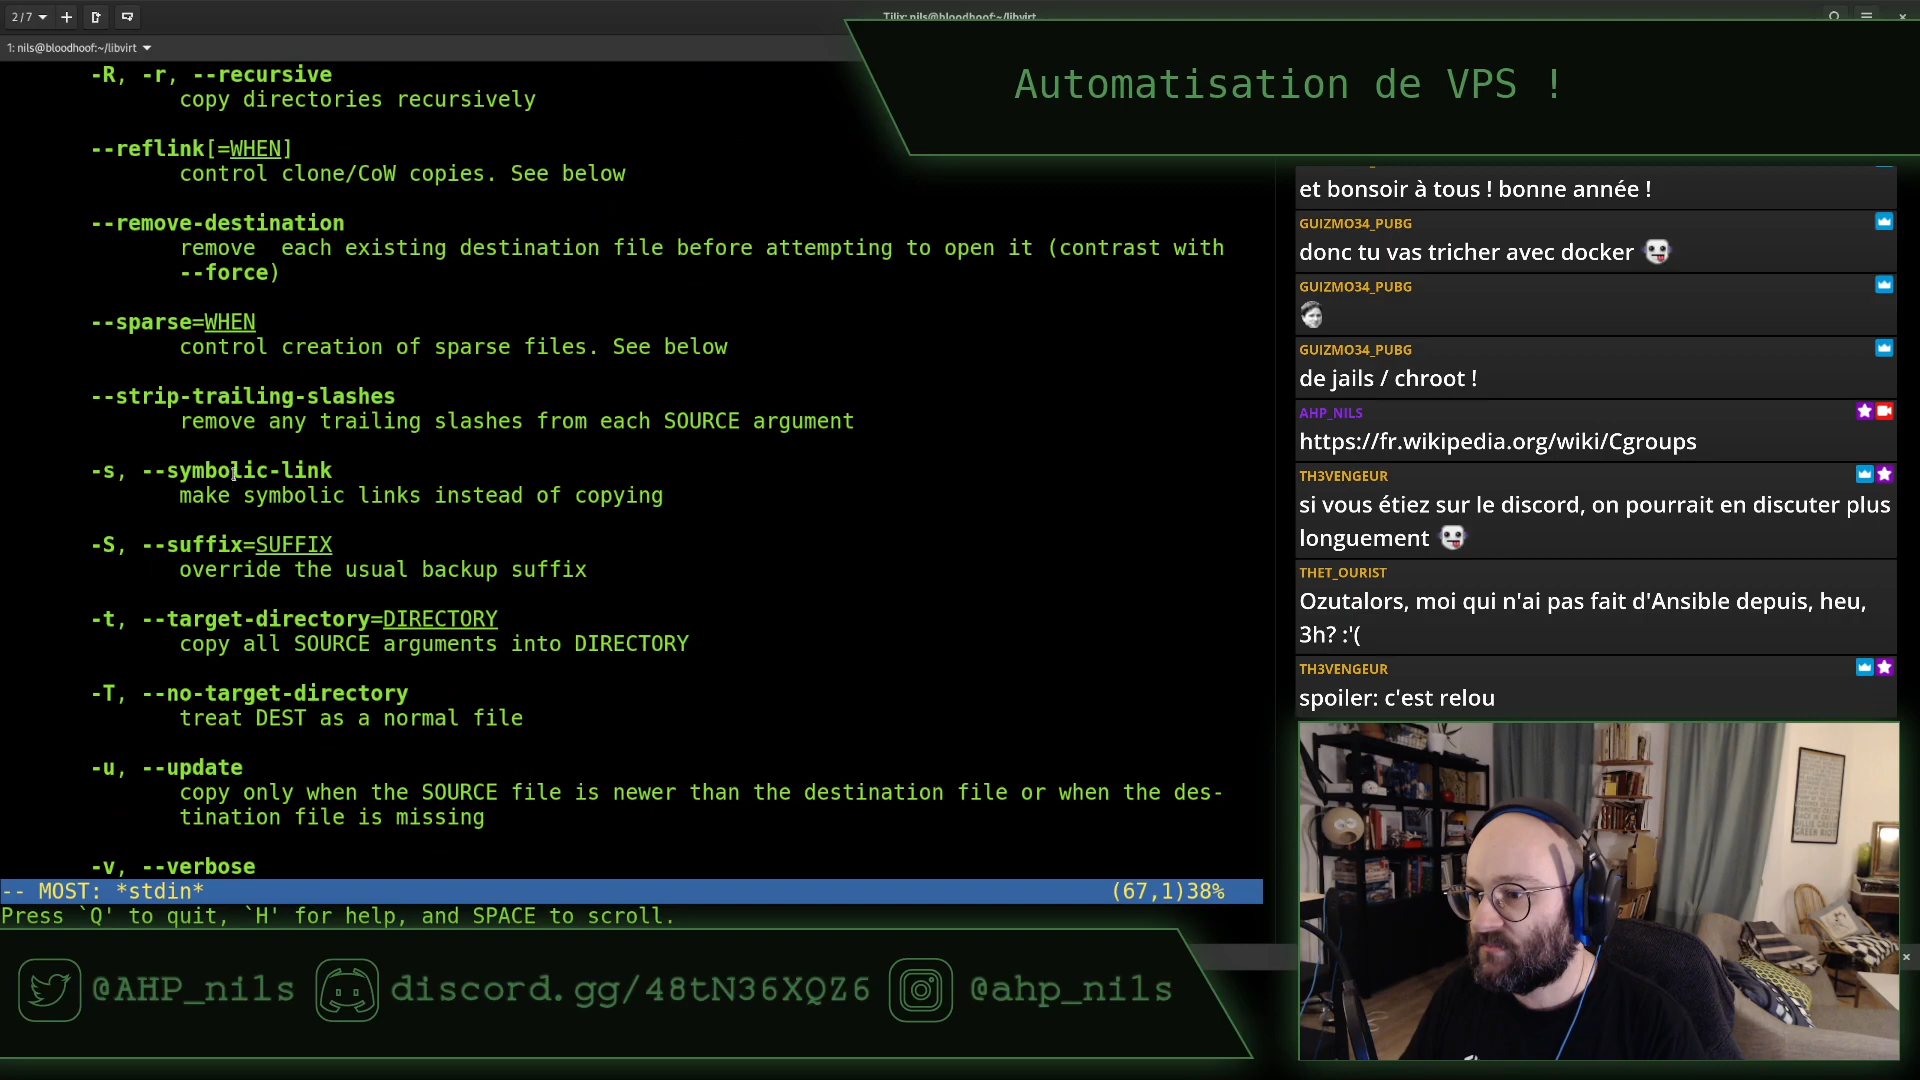 2/7
Tilix: nils@bloodhoof:~/libvirt
1: nils@bloodhoof:~/libvirt
-R, -r, --recursive
copy directories recursively
--reflink[=WHEN]
control clone/CoW copies. See below
--remove-destination
remove  each existing destination file before attempting to open it (contrast with
--force)
--sparse=WHEN
control creation of sparse files. See below
--strip-trailing-slashes
remove any trailing slashes from each SOURCE argument
-s, --symbolic-link
make symbolic links instead of copying
-S, --suffix=SUFFIX
override the usual backup suffix
-t, --target-directory=DIRECTORY
copy all SOURCE arguments into DIRECTORY
-T, --no-target-directory
treat DEST as a normal file
-u, --update
copy only when the SOURCE file is newer than the destination file or when the des-
tination file is missing
-v, --verbose
-- MOST: *stdin* (67,1)38%
Press `Q' to quit, `H' for help, and SPACE to scroll.
Automatisation de VPS !
et bonsoir à tous ! bonne année !
GUIZMO34_PUBG
donc tu vas tricher avec docker
GUIZMO34_PUBG
GUIZMO34_PUBG
de jails / chroot !
AHP_NILS
https://fr.wikipedia.org/wiki/Cgroups
TH3VENGEUR
si vous étiez sur le discord, on pourrait en discuter plus
longuement
THET_OURIST
Ozutalors, moi qui n'ai pas fait d'Ansible depuis, heu,
3h? :'(
TH3VENGEUR
spoiler: c'est relou
@AHP_nils
discord.gg/48tN36XQZ6
@ahp_nils